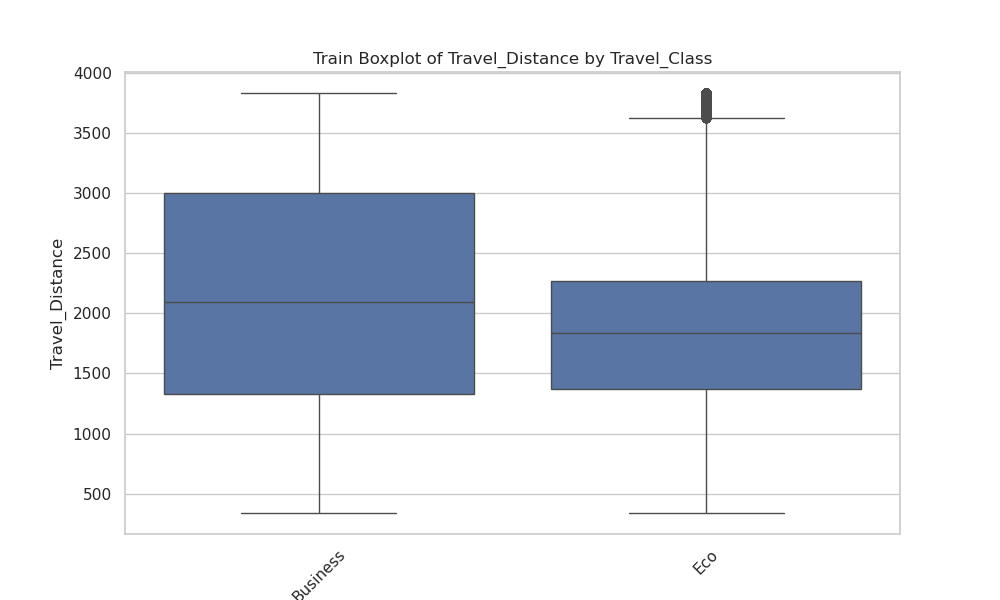 Train Boxplot of Travel_Distance by Travel_Class
4000
3500
3000
2500
2000
1500
1000
500
Travel_Distance
Business
Eco